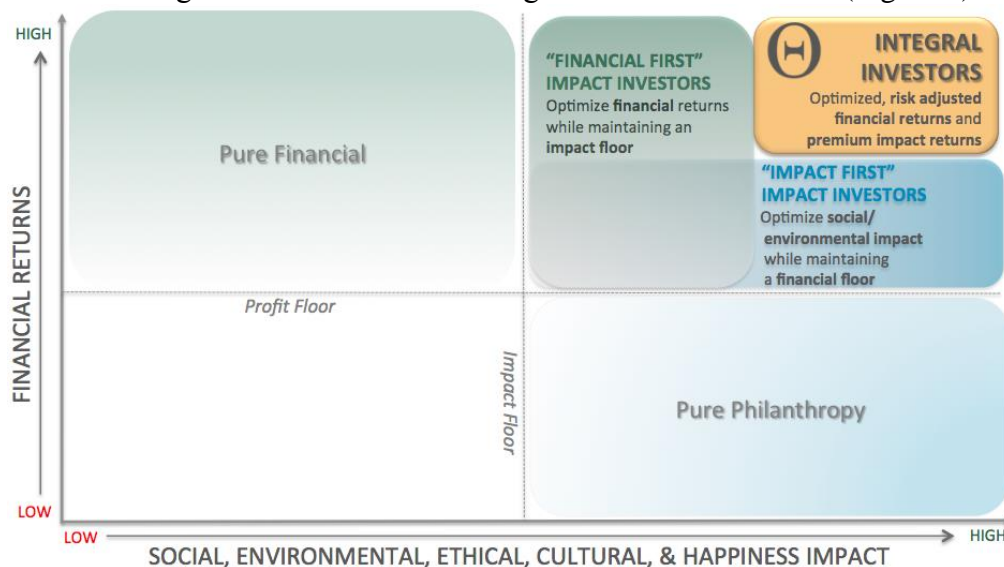 HIGH
FINANCIAL RETURNS
LOW
Pure Financial
"FINANCIAL FIRST"
IMPACT INVESTORS
Optimize financial returns
while maintaining an
impact floor
Θ INTEGRAL
INVESTORS
Optimized, risk adjusted
financial returns and
premium impact returns
"IMPACT FIRST"
IMPACT INVESTORS
Optimize social/
environmental impact
while maintaining
a financial floor
Profit Floor
Impact Floor
Pure Philanthropy
LOW
HIGH
SOCIAL, ENVIRONMENTAL, ETHICAL, CULTURAL, & HAPPINESS IMPACT